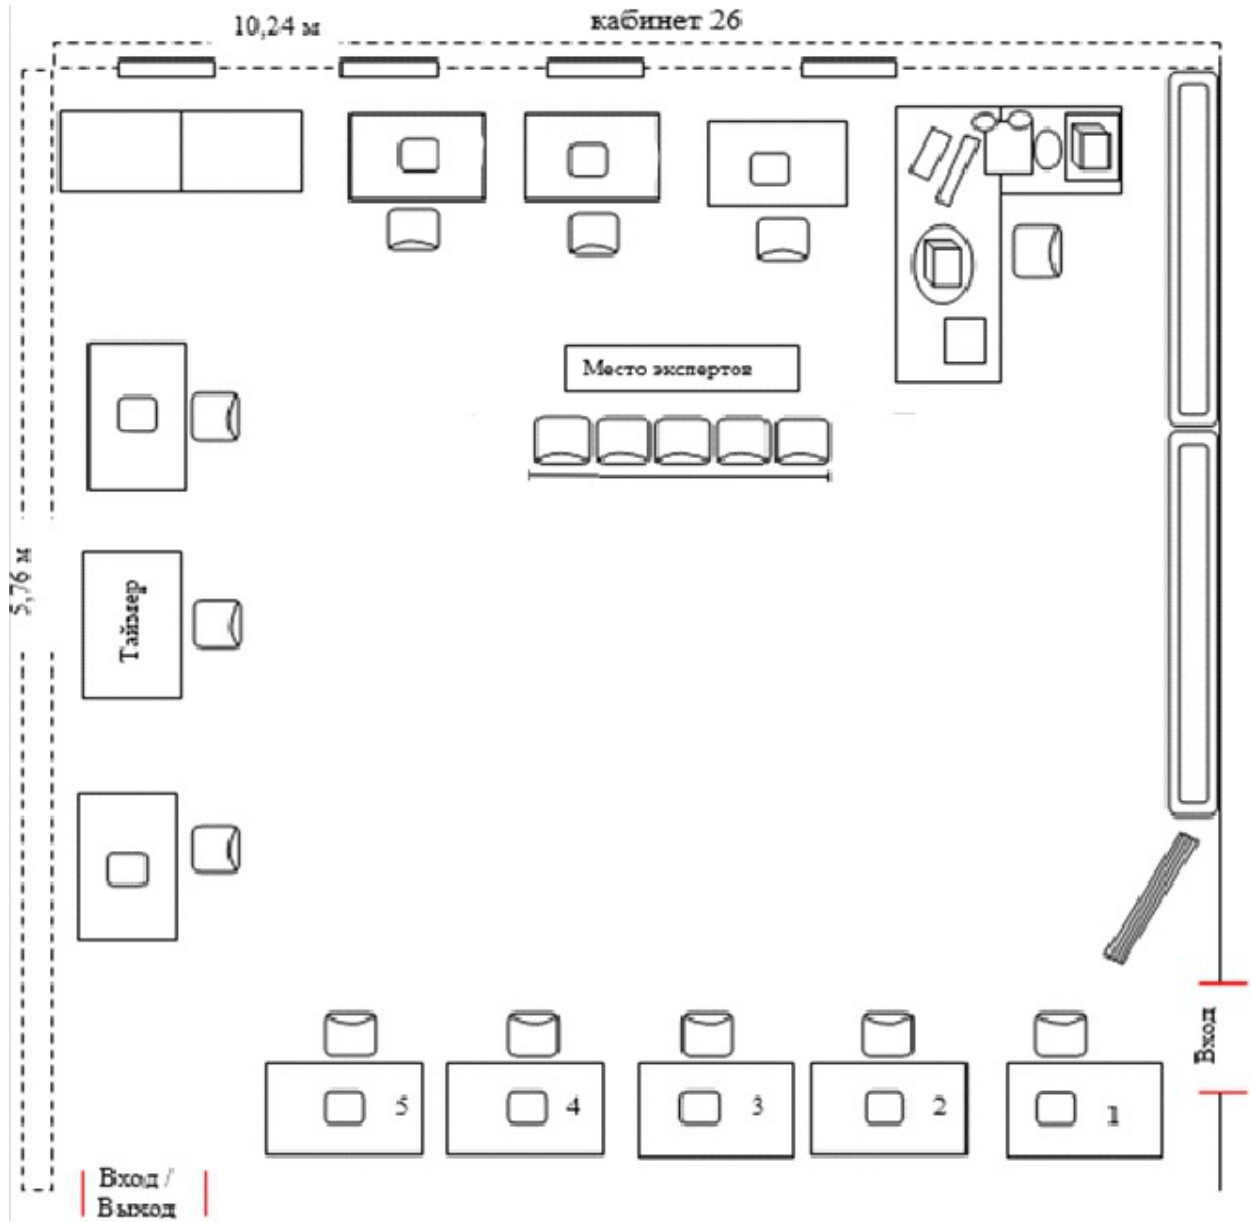 10,24 м
кабинет 26
Место экспертов
5,76 м
Таймер
Вход
5
4
3
2
1
Вход /
Выход